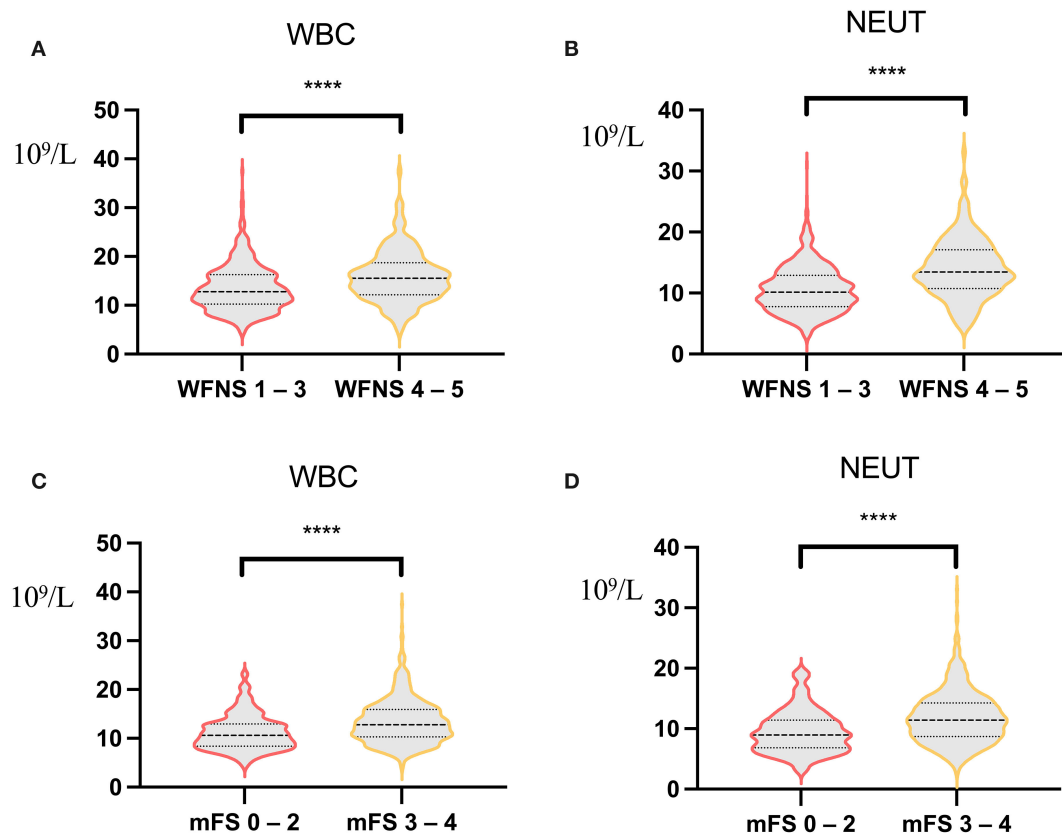 A
WBC
****
10⁹/L
50
40
30
20
10
0
WFNS 1 – 3
WFNS 4 – 5
B
NEUT
****
10⁹/L
40
30
20
10
0
WFNS 1 – 3
WFNS 4 – 5
C
WBC
****
10⁹/L
50
40
30
20
10
0
mFS 0 – 2
mFS 3 – 4
D
NEUT
****
10⁹/L
40
30
20
10
0
mFS 0 – 2
mFS 3 – 4